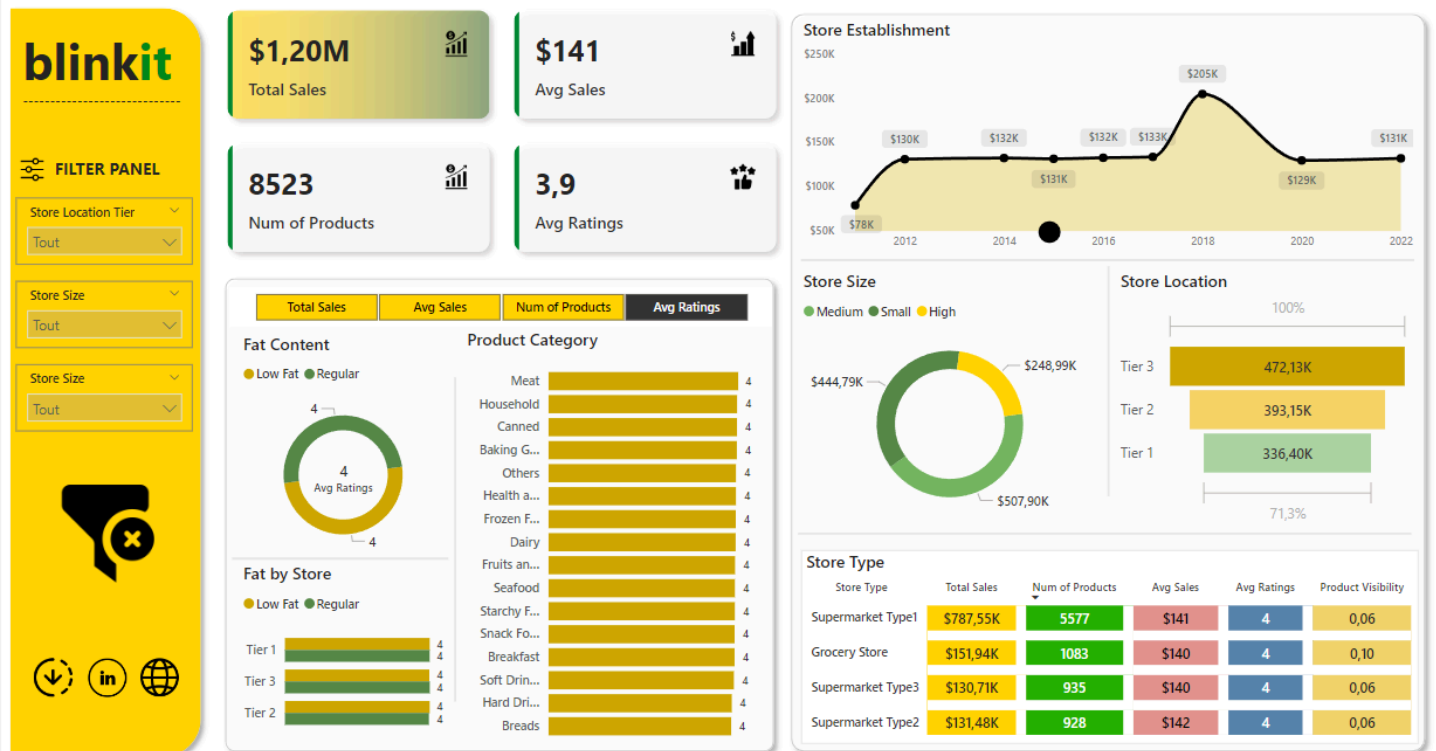 blinkit
FILTER PANEL
Store Location Tier
Tout
Store Size
Tout
Store Size
Tout
in
$1,20M
Total Sales
$141
Avg Sales
8523
Num of Products
3,9
Avg Ratings
Total Sales Avg Sales Num of Products Avg Ratings
Fat Content
Low Fat Regular
4
4
Avg Ratings
4
Fat by Store
Low Fat Regular
Tier 1 4
4
Tier 3 4
4
Tier 2 4
4
Product Category
Meat 4
Household 4
Canned 4
Baking G... 4
Others 4
Health a... 4
Frozen F... 4
Dairy 4
Fruits an... 4
Seafood 4
Starchy F... 4
Snack Fo... 4
Breakfast 4
Soft Drin... 4
Hard Dri... 4
Breads 4
Store Establishment
$250K
$200K
$150K
$100K
$50K
$78K $130K $132K $131K $132K $133K $205K $129K $131K
2012 2014 2016 2018 2020 2022
Store Size
Medium Small High
$444,79K
$248,99K
$507,90K
Store Location
100%
Tier 3 472,13K
Tier 2 393,15K
Tier 1 336,40K
71,3%
Store Type
Store Type Total Sales Num of Products Avg Sales Avg Ratings Product Visibility
Supermarket Type1 $787,55K 5577 $141 4 0,06
Grocery Store $151,94K 1083 $140 4 0,10
Supermarket Type3 $130,71K 935 $140 4 0,06
Supermarket Type2 $131,48K 928 $142 4 0,06